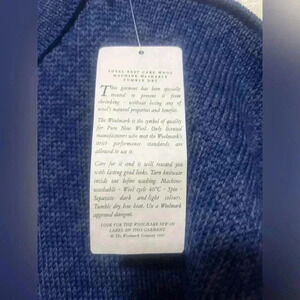 TOTAL EASY CARE WOOL
MACHINE WASHABLE
TUMBLE DRY
This garment has been specially
treated to prevent it from
shrinking - without losing any of
wool's natural properties and benefits.
The Woolmark is the symbol of quality
for Pure New Wool. Only licensed
manufacturers who meet the Woolmark's
strict performance standards are
allowed to use it.
Care for it and it will reward you
with lasting good looks. Turn knitwear
inside out before washing. Machine-
washable - Wool cycle 40°C - Spin -
Separate dark and light colours.
Tumble dry low heat. Use a Woolmark
approved detergent.
LOOK FOR THE WOOLMARK SEW-IN
LABEL ON THIS GARMENT
© The Woolmark Company